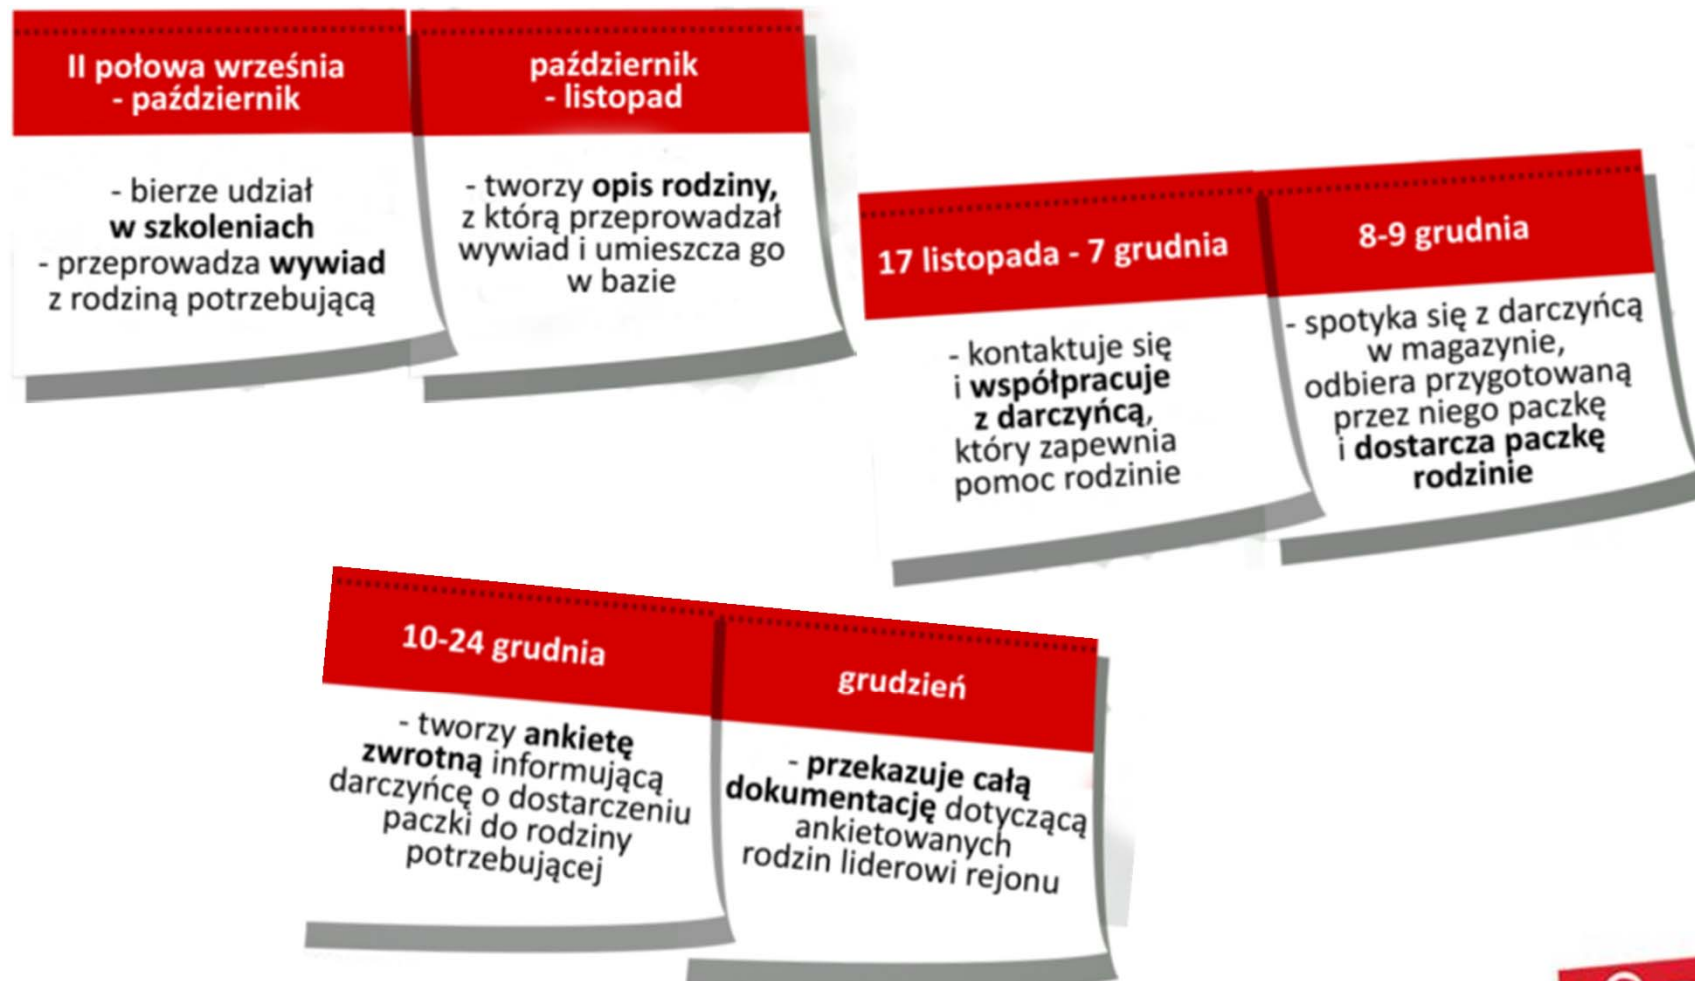 II połowa września
- październik
- bierze udział
w szkoleniach
- przeprowadza wywiad
z rodziną potrzebującą
październik
- listopad
- tworzy opis rodziny,
z którą przeprowadzał
wywiad i umieszcza go
w bazie
17 listopada - 7 grudnia
- kontaktuje się
i współpracuje
z darczyńcą,
który zapewnia
pomoc rodzinie
8-9 grudnia
- spotyka się z darczyńcą
w magazynie,
odbiera przygotowaną
przez niego paczkę
i dostarcza paczkę
rodzinie
10-24 grudnia
- tworzy ankietę
zwrotną informującą
darczyńcę o dostarczeniu
paczki do rodziny
potrzebującej
grudzień
- przekazuje całą
dokumentację dotyczącą
ankietowanych
rodzin liderowi rejonu